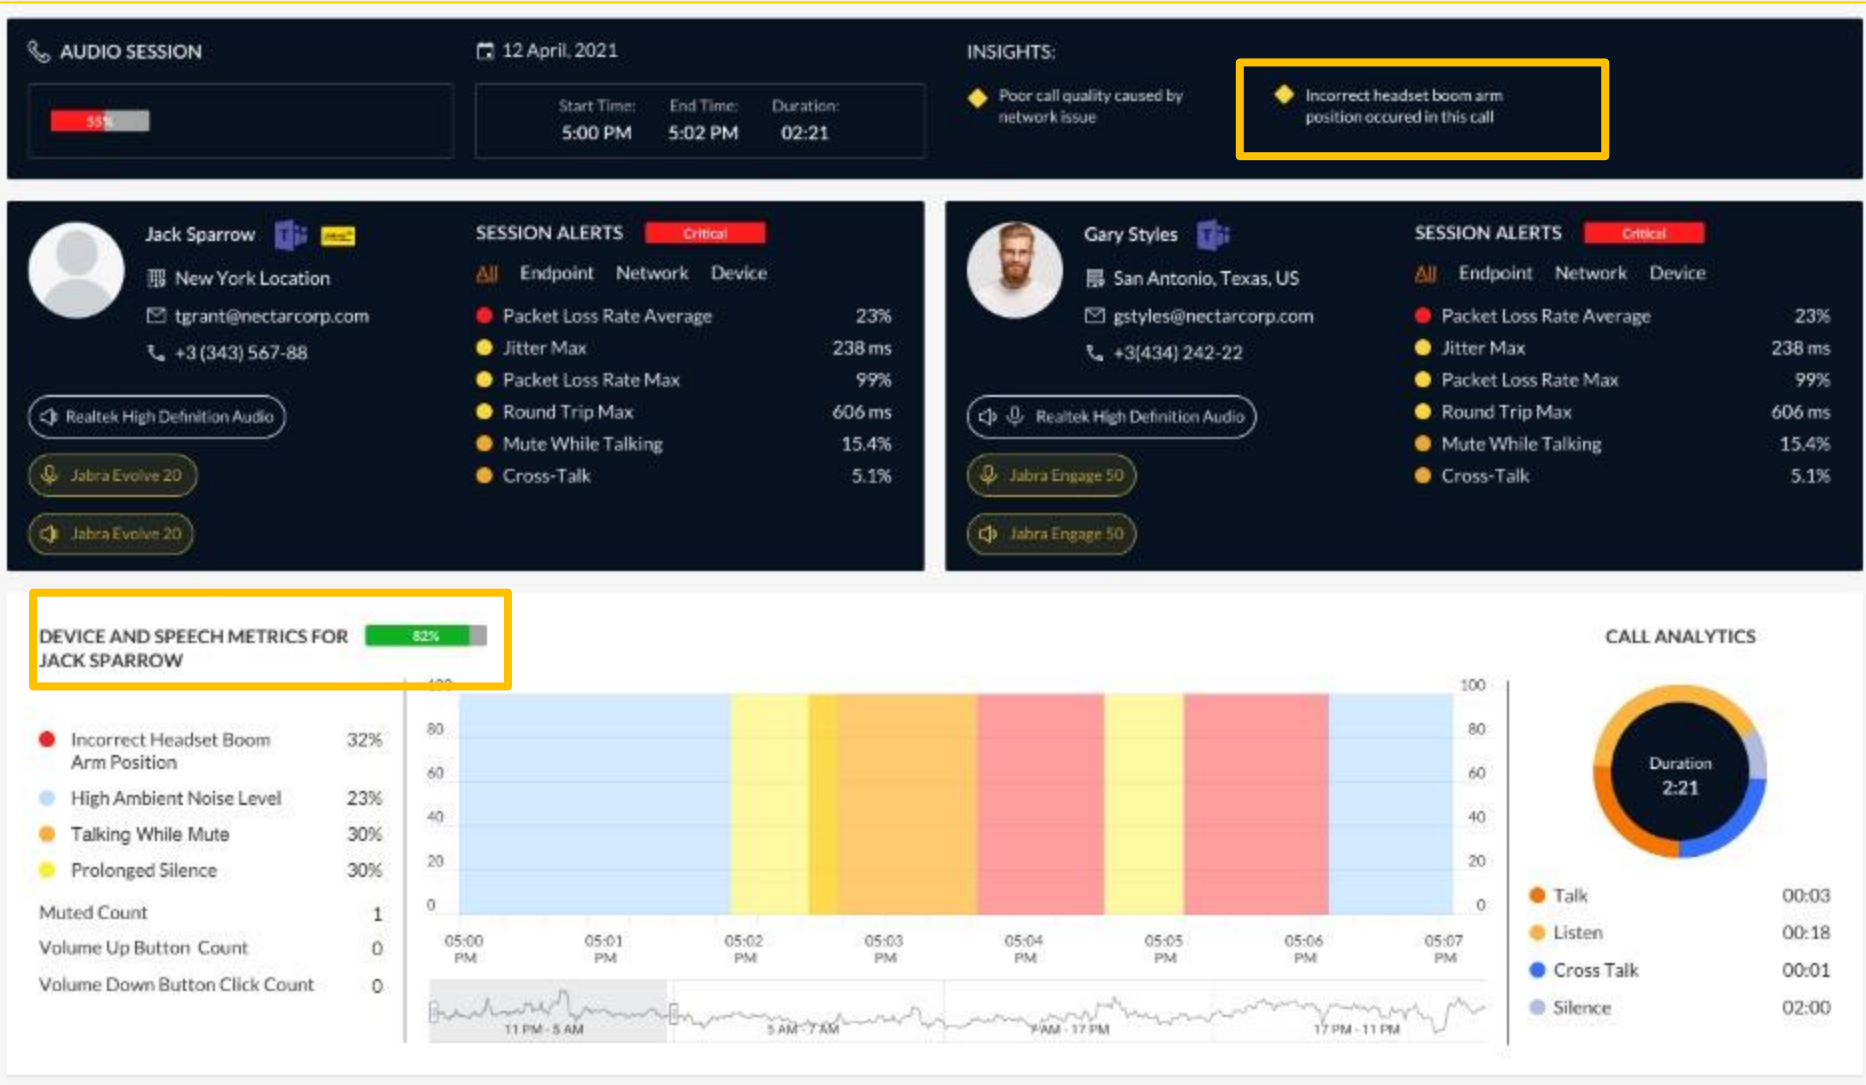 AUDIO SESSION
55%
12 April, 2021
Start Time: End Time: Duration:
5:00 PM 5:02 PM 02:21
INSIGHTS:
Poor call quality caused by
network issue
Incorrect headset boom arm
position occured in this call
Jack Sparrow
New York Location
tgrant@nectarcorp.com
+3 (343) 567-88
Realtek High Definition Audio
Jabra Evolve 20
Jabra Evolve 20
SESSION ALERTS Critical
All Endpoint Network Device
Packet Loss Rate Average 23%
Jitter Max 238 ms
Packet Loss Rate Max 99%
Round Trip Max 606 ms
Mute While Talking 15.4%
Cross-Talk 5.1%
Gary Styles
San Antonio, Texas, US
gstyles@nectarcorp.com
+3(434) 242-22
Realtek High Definition Audio
Jabra Engage 50
Jabra Engage 50
SESSION ALERTS Critical
All Endpoint Network Device
Packet Loss Rate Average 23%
Jitter Max 238 ms
Packet Loss Rate Max 99%
Round Trip Max 606 ms
Mute While Talking 15.4%
Cross-Talk 5.1%
DEVICE AND SPEECH METRICS FOR
JACK SPARROW
82%
Incorrect Headset Boom
Arm Position 32%
High Ambient Noise Level 23%
Talking While Mute 30%
Prolonged Silence 30%
Muted Count 1
Volume Up Button Count 0
Volume Down Button Click Count 0
100 100
80 80
60 60
40 40
20 20
0 0
05:00 PM 05:01 PM 05:02 PM 05:03 PM 05:04 PM 05:05 PM 05:06 PM 05:07 PM
11 PM - 5 AM 5 AM - 7 AM 7 AM - 17 PM 17 PM - 11 PM
CALL ANALYTICS
Duration
2:21
Talk 00:03
Listen 00:18
Cross Talk 00:01
Silence 02:00